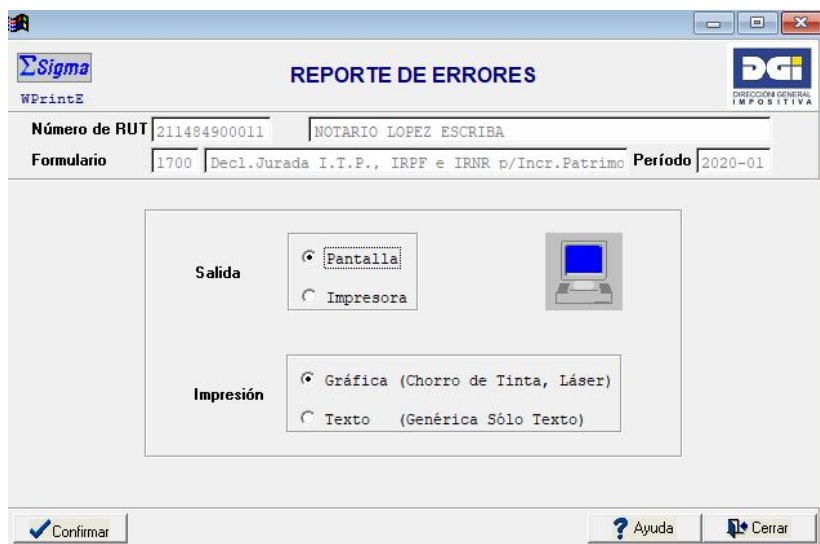 ΣSigma
REPORTE DE ERRORES
DGI
DIRECCIÓN GENERAL
IMPOSITIVA
WPrintE
Número de RUT 211484900011 NOTARIO LOPEZ ESCRIBA
Formulario 1700 Decl.Jurada I.T.P., IRPF e IRNR p/Incr.Patrimo Período 2020-01
Salida
Pantalla
Impresora
Impresión
Gráfica (Chorro de Tinta, Láser)
Texto (Genérica Sólo Texto)
Confirmar
? Ayuda
Cerrar